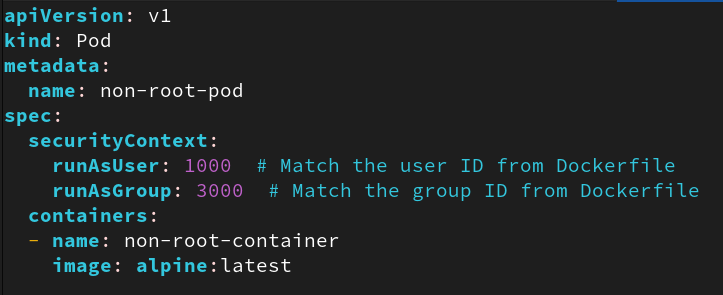 apiVersion: v1
kind: Pod
metadata:
  name: non-root-pod
spec:
  securityContext:
    runAsUser: 1000  # Match the user ID from Dockerfile
    runAsGroup: 3000  # Match the group ID from Dockerfile
  containers:
  - name: non-root-container
    image: alpine:latest